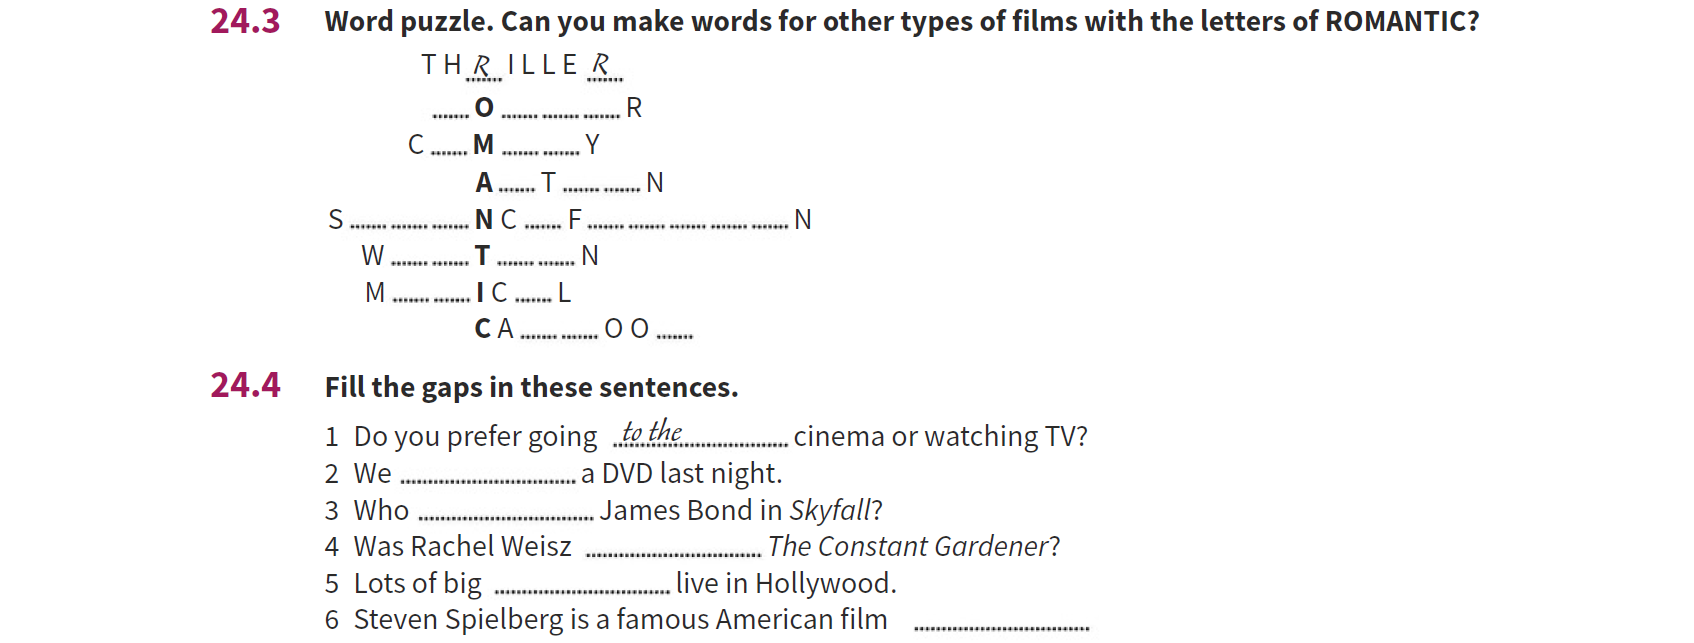 24.3 Word puzzle. Can you make words for other types of films with the letters of ROMANTIC?
T H R I L L E R
...... O ...... ...... ...... R
C ...... M ...... ...... Y
A ...... T ...... ...... N
S ...... ...... ...... N C ...... F ...... ...... ...... ...... ...... N
W ...... ...... T ...... ...... N
M ...... ...... I C ...... L
C A ...... ...... O O ......
24.4 Fill the gaps in these sentences.
1 Do you prefer going to the cinema or watching TV?
2 We .............................. a DVD last night.
3 Who .............................. James Bond in Skyfall?
4 Was Rachel Weisz .............................. The Constant Gardener?
5 Lots of big .............................. live in Hollywood.
6 Steven Spielberg is a famous American film ..............................